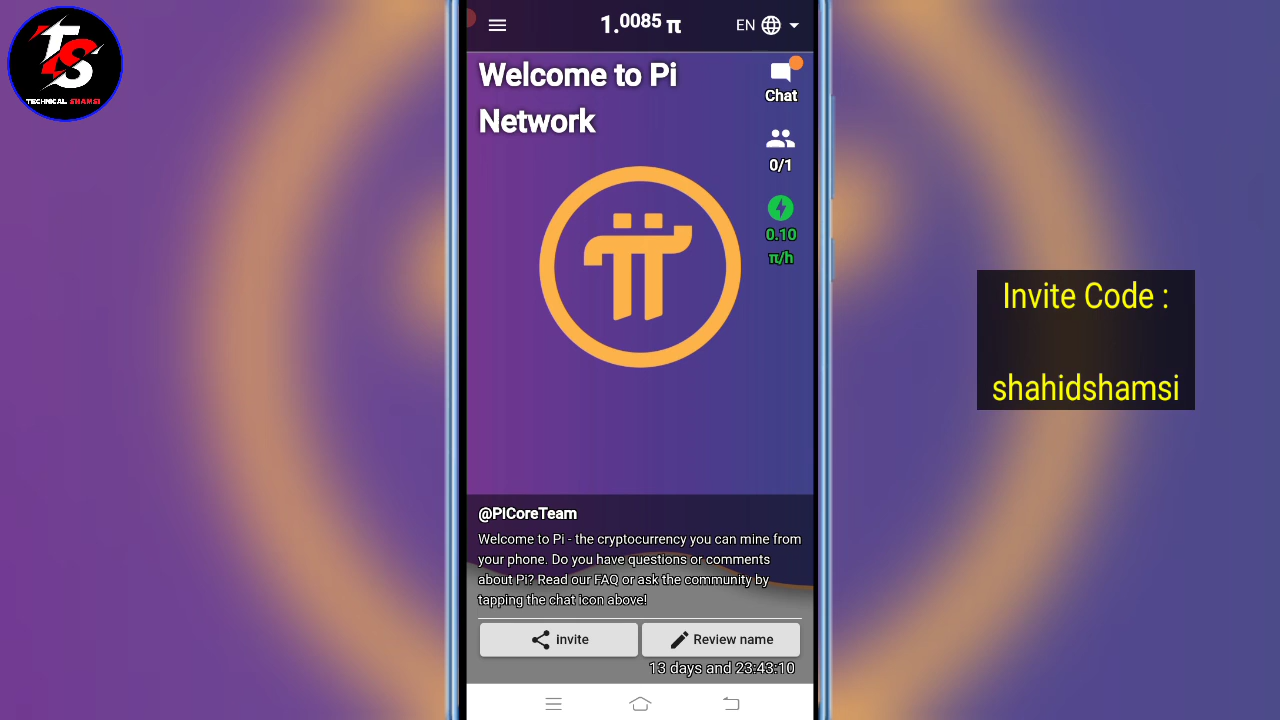 TS
TECHNICAL SHAMSI
1.0085 π
EN
Welcome to Pi
Network
Chat
0/1
0.10
π/h
Invite Code :
shahidshamsi
@PiCoreTeam
Welcome to Pi - the cryptocurrency you can mine from
your phone. Do you have questions or comments
about Pi? Read our FAQ or ask the community by
tapping the chat icon above!
invite
Review name
13 days and 23:43:10